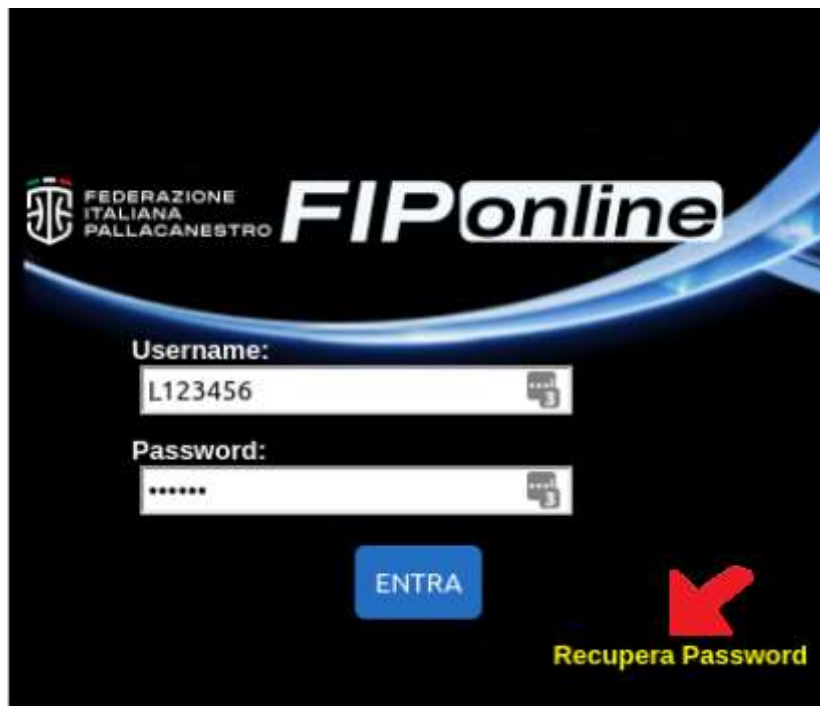 FEDERAZIONE
ITALIANA
PALLACANESTRO
FIPonline
Username:
L123456
Password:
••••••
ENTRA
Recupera Password